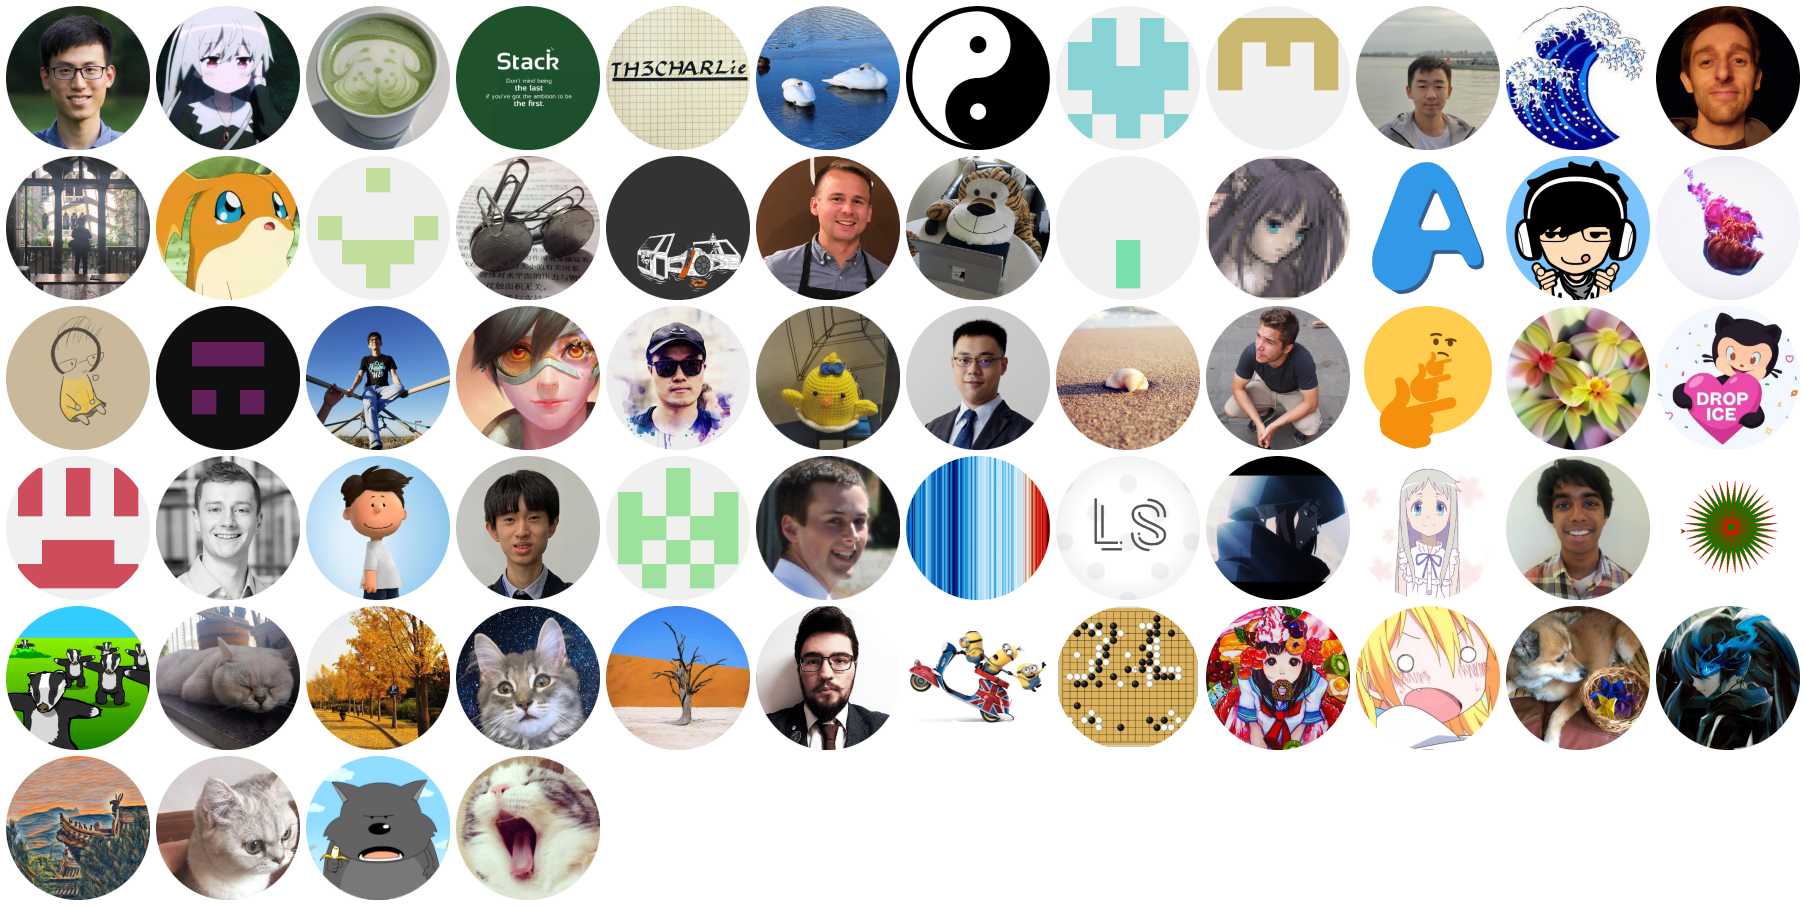 Stack
Don't mind being
the last
if you've got the ambition to be
the first.
TH3CHARLie
DROP
ICE
LS